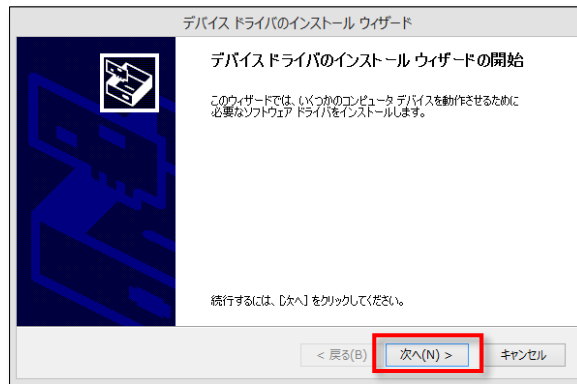 デバイス ドライバのインストール ウィザード
デバイス ドライバのインストール ウィザードの開始
このウィザードでは、いくつかのコンピュータ デバイスを動作させるために
必要なソフトウェア ドライバをインストールします。
続行するには、[次へ] をクリックしてください。
< 戻る(B)
次へ(N) >
キャンセル